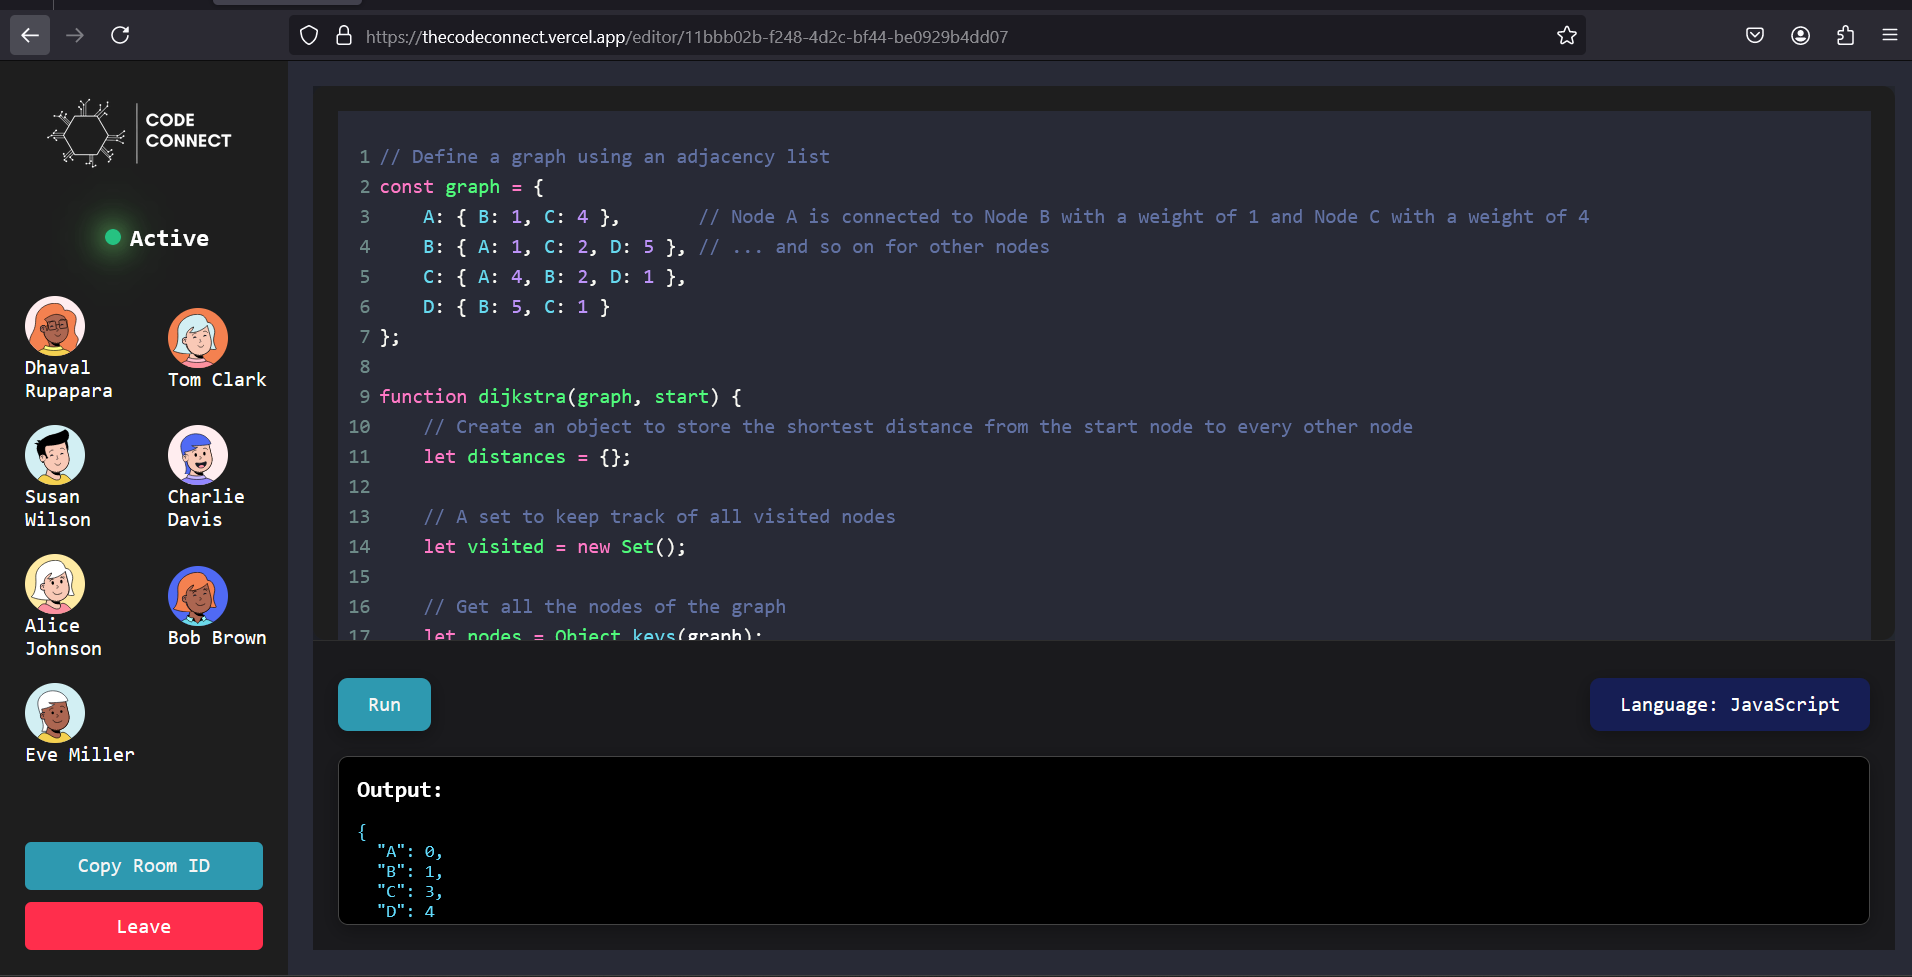 https://thecodeconnect.vercel.app/editor/11bbb02b-f248-4d2c-bf44-be0929b4dd07
CODE
CONNECT
Active
Dhaval
Rupapara
Tom Clark
Susan
Wilson
Charlie
Davis
Alice
Johnson
Bob Brown
Eve Miller
Copy Room ID
Leave
1 // Define a graph using an adjacency list
2 const graph = {
3     A: { B: 1, C: 4 },       // Node A is connected to Node B with a weight of 1 and Node C with a weight of 4
4     B: { A: 1, C: 2, D: 5 }, // ... and so on for other nodes
5     C: { A: 4, B: 2, D: 1 },
6     D: { B: 5, C: 1 }
7 };
8
9 function dijkstra(graph, start) {
10     // Create an object to store the shortest distance from the start node to every other node
11     let distances = {};
12
13     // A set to keep track of all visited nodes
14     let visited = new Set();
15
16     // Get all the nodes of the graph
17     let nodes = Object.keys(graph);
Run
Language: JavaScript
Output:
{
  "A": 0,
  "B": 1,
  "C": 3,
  "D": 4